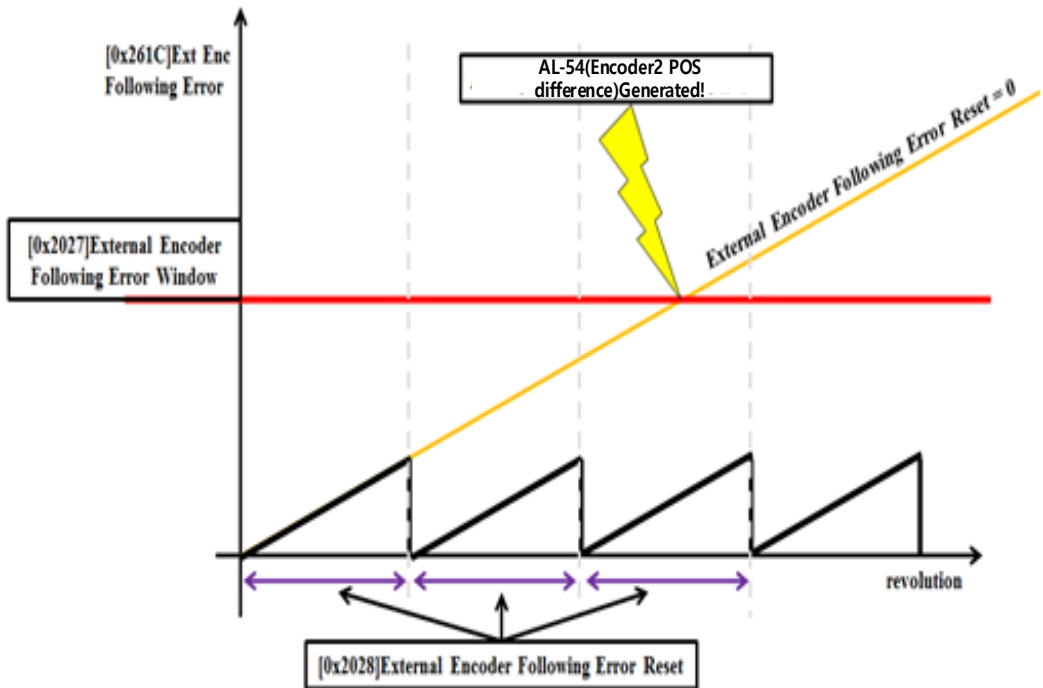 [0x261C]Ext Enc
Following Error
AL-54(Encoder2 POS
difference)Generated!
External Encoder Following Error Reset = 0
[0x2027]External Encoder
Following Error Window
revolution
[0x2028]External Encoder Following Error Reset